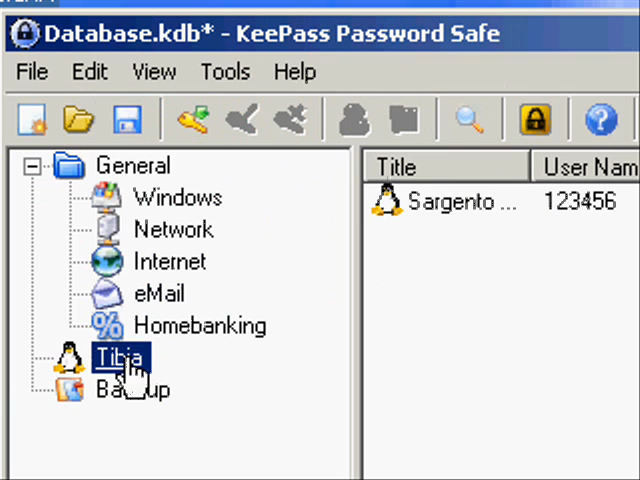 Database.kdb* - KeePass Password Safe
File Edit View Tools Help
General
Windows
Network
Internet
eMail
Homebanking
Tibia
Title User Nam
Sargento ... 123456